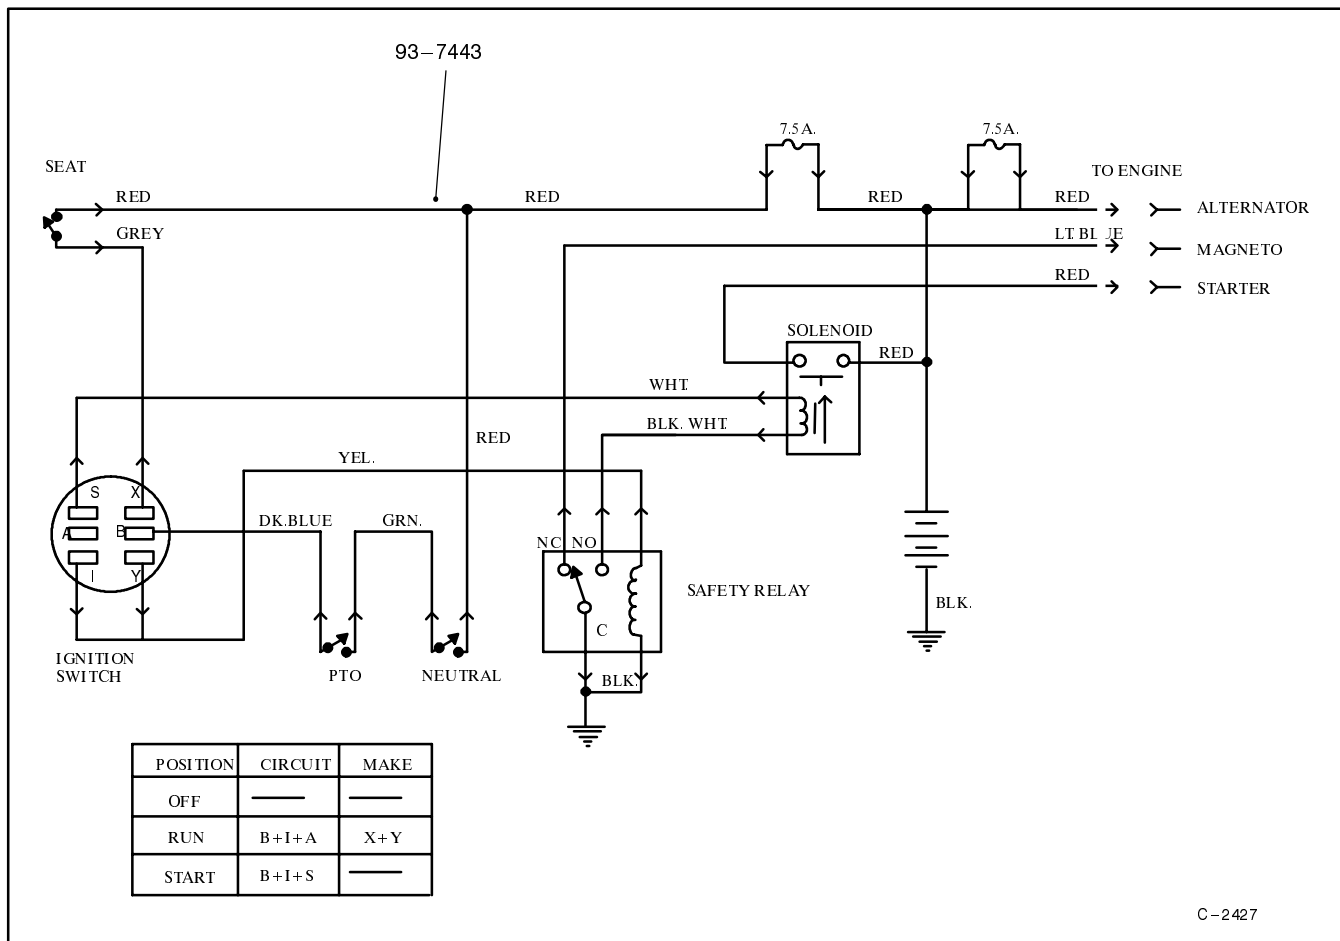 93-7443
7.5A.
7.5A.
SEAT
TO ENGINE
RED
RED
RED
RED
ALTERNATOR
GREY
LT. BLUE
MAGNETO
RED
STARTER
SOLENOID
RED
WHT.
BLK. WHT.
RED
YEL.
S X
DK.BLUE
GRN.
A B
NC NO
I Y
SAFETY RELAY
BLK.
C
IGNITION
SWITCH
PTO
NEUTRAL
BLK.
POSITION CIRCUIT MAKE
OFF
RUN B+I+A X+Y
START B+I+S
C-2427